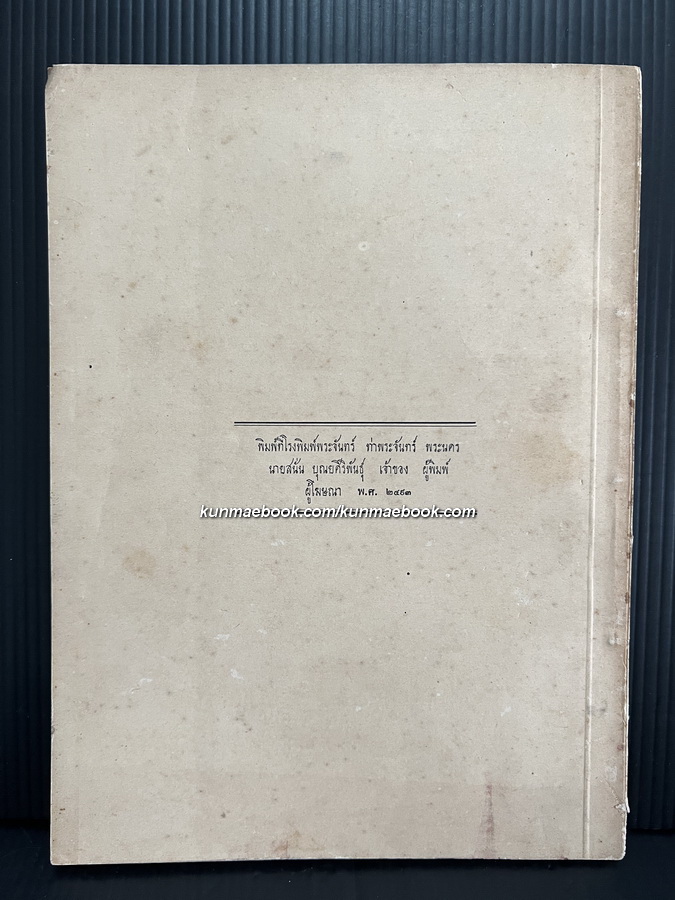 พิมพ์ที่โรงพิมพ์พระจันทร์ ท่าพระจันทร์ พระนคร
นายสนั่น บุณยศิริพันธุ์ เจ้าของ ผู้พิมพ์
ผู้โฆษณา พ.ศ. ๒๔๙๓
kunmaebook.com/kunmaebook.com